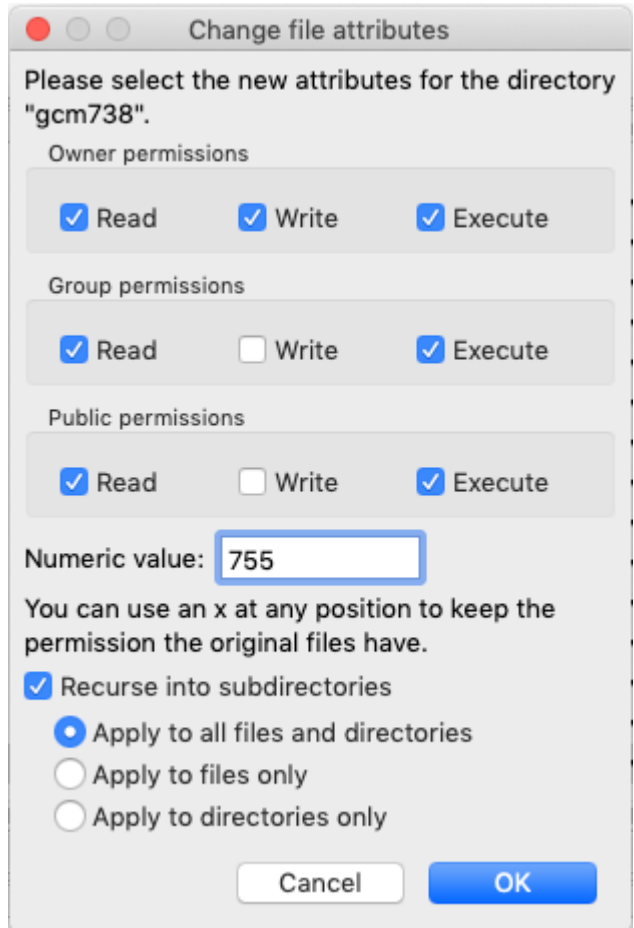 Change file attributes
Please select the new attributes for the directory
"gcm738".
Owner permissions
Read Write Execute
Group permissions
Read Write Execute
Public permissions
Read Write Execute
Numeric value: 755
You can use an x at any position to keep the
permission the original files have.
Recurse into subdirectories
Apply to all files and directories
Apply to files only
Apply to directories only
Cancel OK